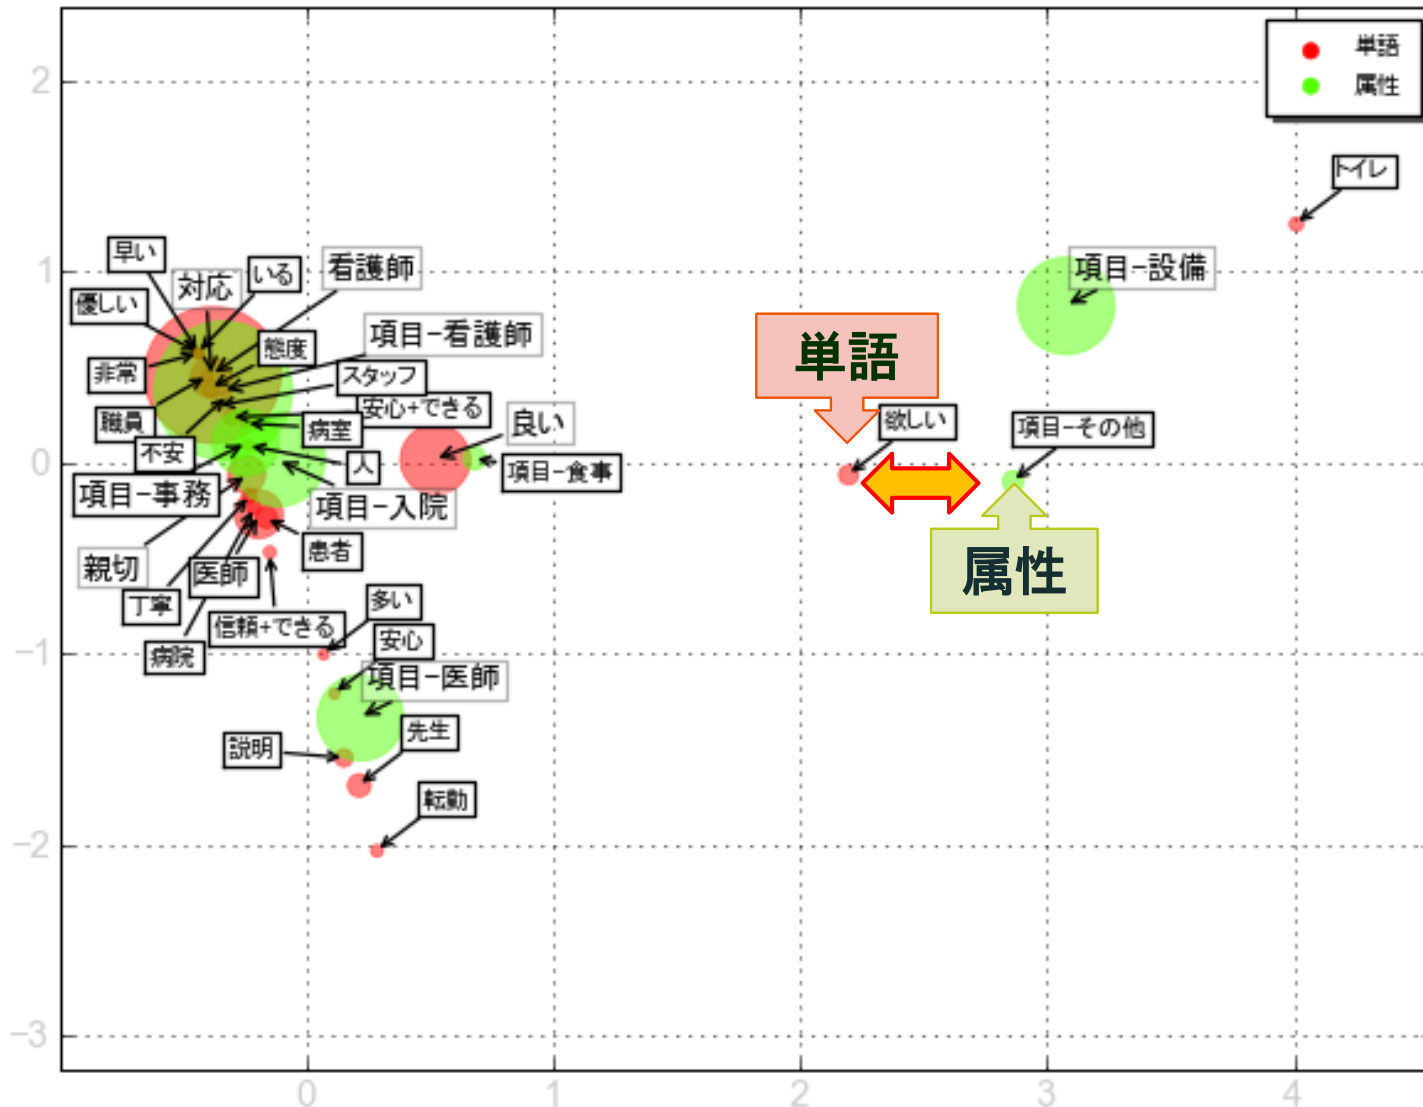 単語
属性
2
トイレ
早い
いる
看護師
1
項目-設備
対応
優しい
項目-看護師
態度
単語
非常
スタッフ
安心+できる
職員
病室
良い
欲しい
項目-その他
不安
0
人
項目-食事
項目-事務
項目-入院
患者
親切
医師
属性
丁寧
多い
信頼+できる
安心
病院
-1
項目-医師
先生
説明
転勤
-2
-3
0
1
2
3
4